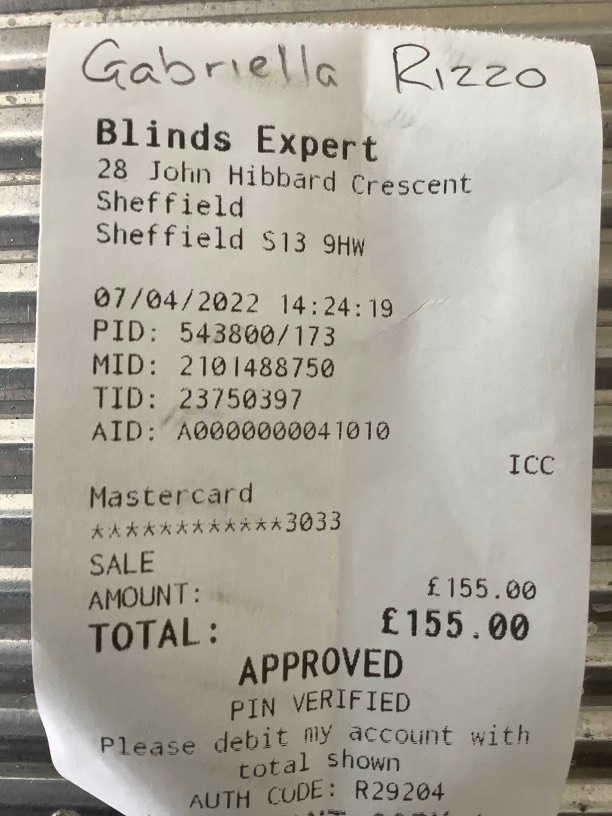 Gabriella Rizzo
Blinds Expert
28 John Hibbard Crescent
Sheffield
Sheffield S13 9HW
07/04/2022 14:24:19
PID: 543800/173
MID: 2101488750
TID: 23750397
AID: A0000000041010
ICC
Mastercard
************3033
SALE
AMOUNT: £155.00
TOTAL: £155.00
APPROVED
PIN VERIFIED
Please debit my account with
total shown
AUTH CODE: R29204